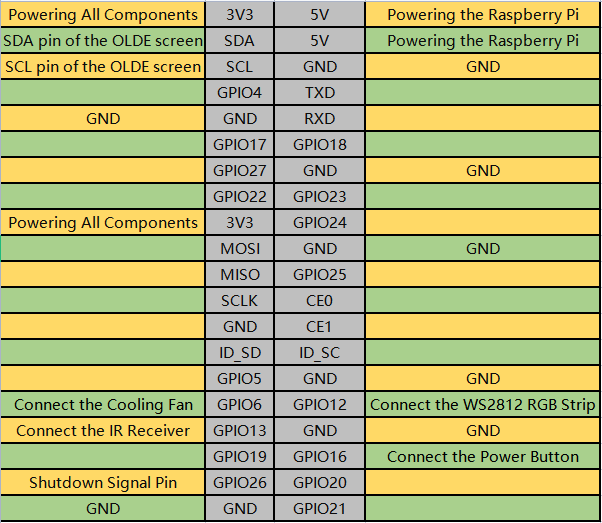 Powering All Components 3V3 5V Powering the Raspberry Pi
SDA pin of the OLDE screen SDA 5V Powering the Raspberry Pi
SCL pin of the OLDE screen SCL GND GND
GPIO4 TXD
GND GND RXD
GPIO17 GPIO18
GPIO27 GND GND
GPIO22 GPIO23
Powering All Components 3V3 GPIO24
MOSI GND GND
MISO GPIO25
SCLK CE0
GND CE1
ID_SD ID_SC
GPIO5 GND GND
Connect the Cooling Fan GPIO6 GPIO12 Connect the WS2812 RGB Strip
Connect the IR Receiver GPIO13 GND GND
GPIO19 GPIO16 Connect the Power Button
Shutdown Signal Pin GPIO26 GPIO20
GND GND GPIO21